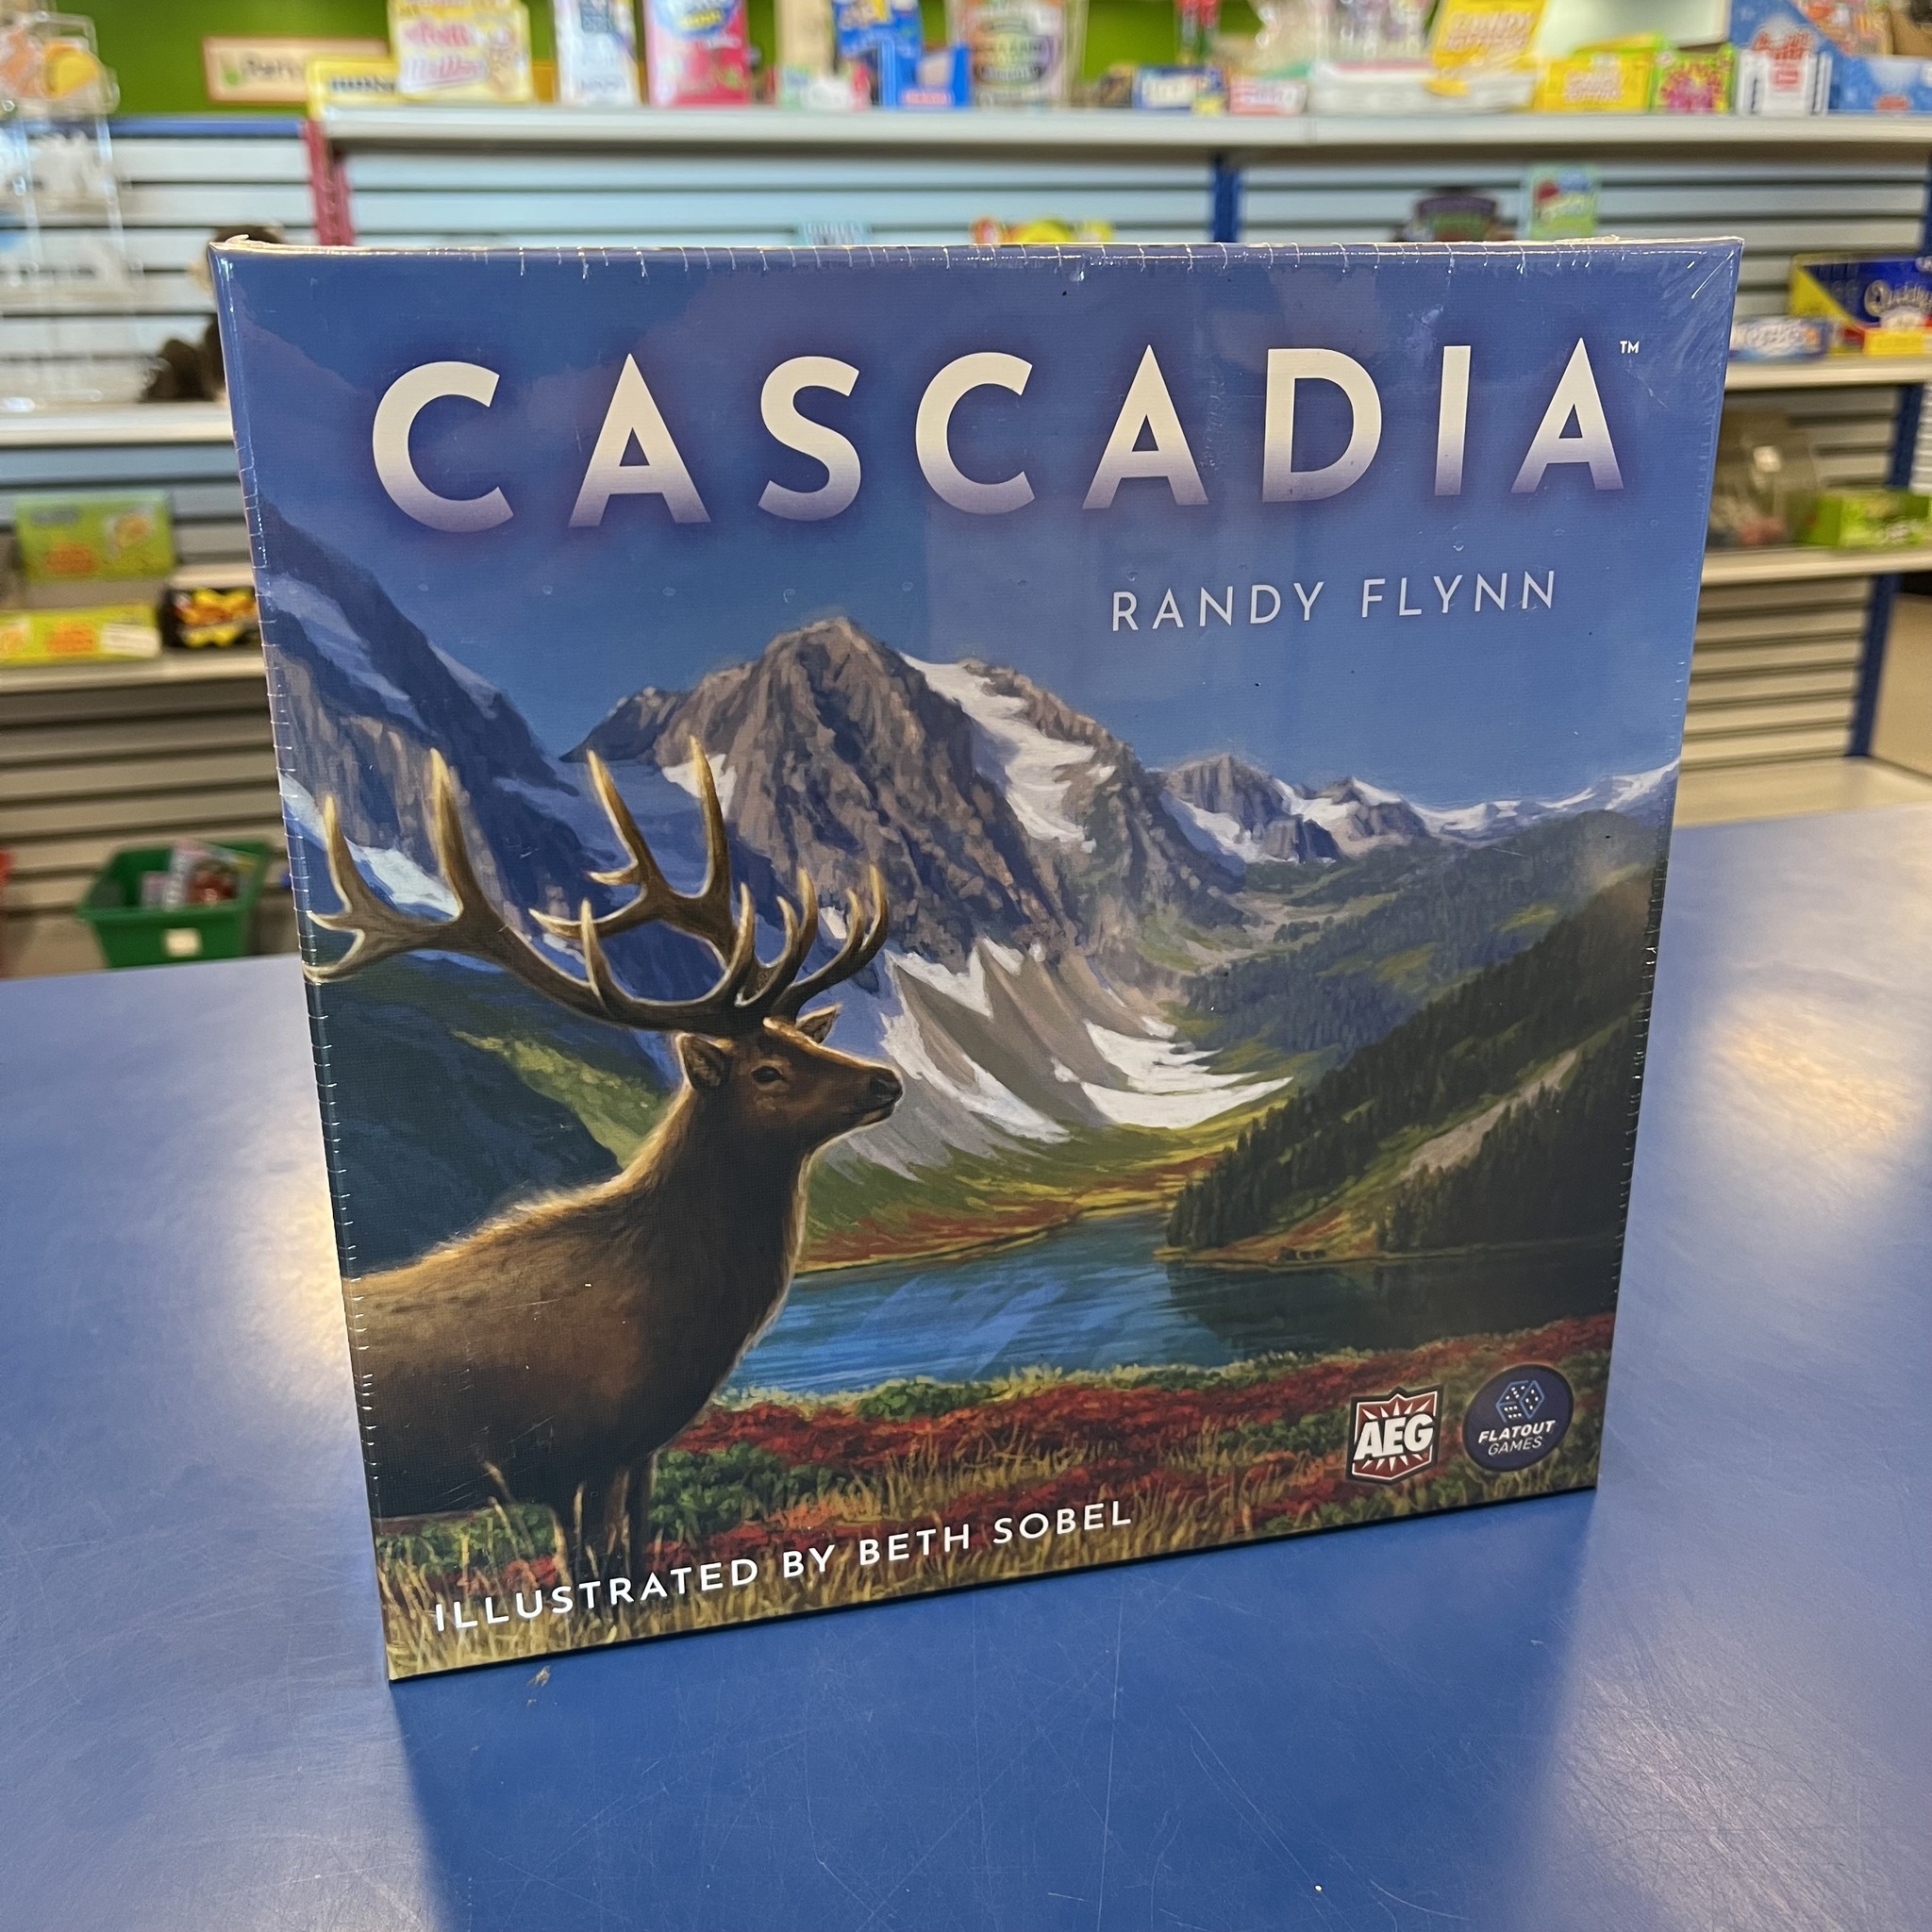 CASCADIA™
RANDY FLYNN
AEG
FLATOUT
GAMES
ILLUSTRATED BY BETH SOBEL